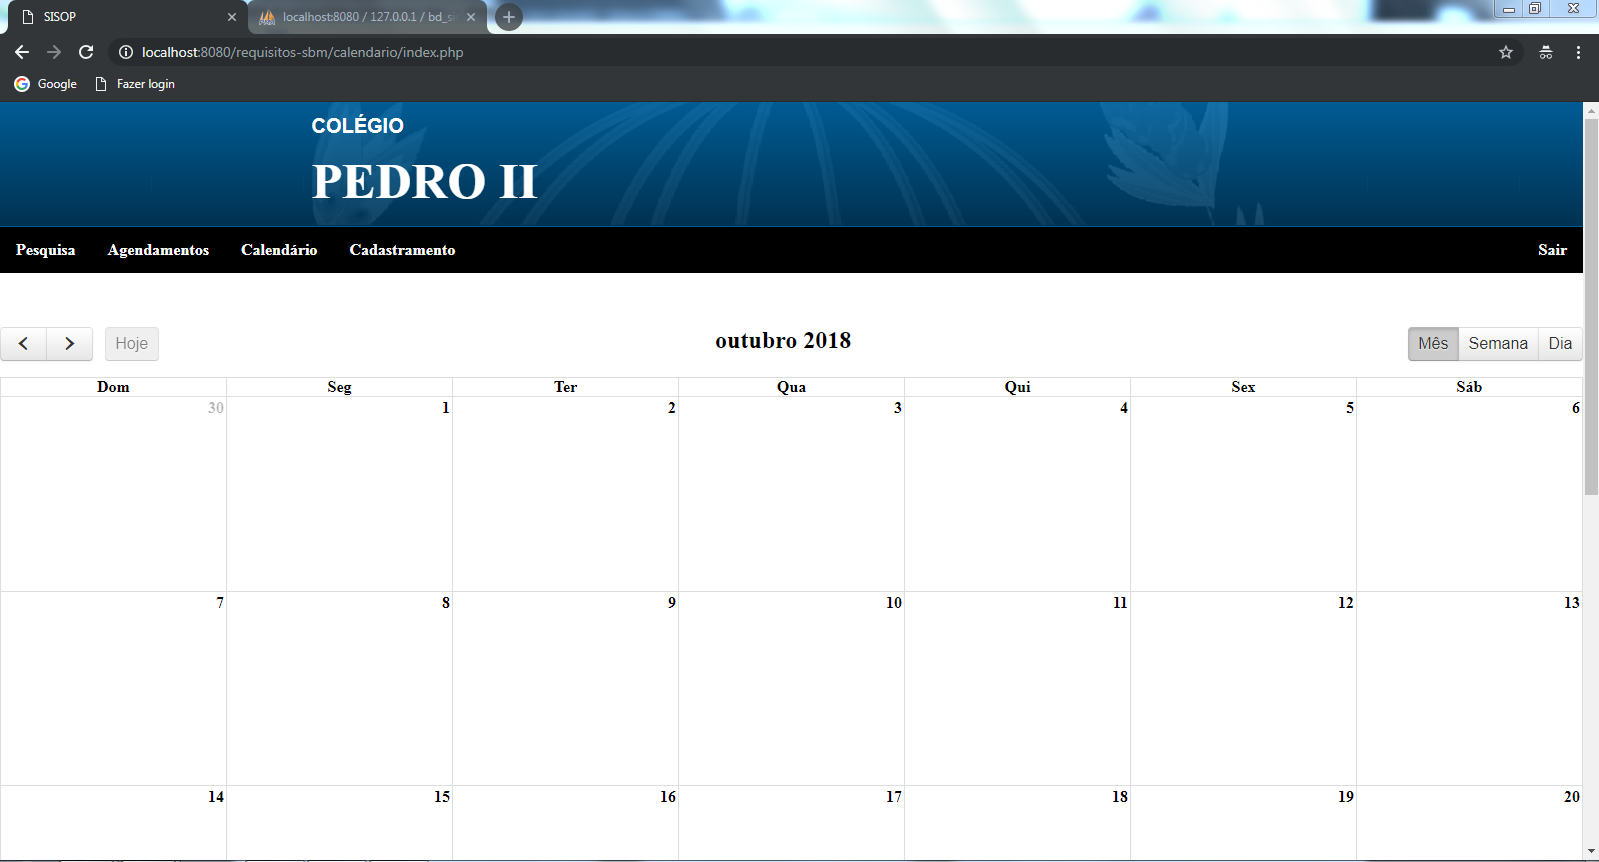 SISOP
localhost:8080 / 127.0.0.1 / bd_si
localhost:8080/requisitos-sbm/calendario/index.php
Google Fazer login
COLÉGIO
PEDRO II
Pesquisa Agendamentos Calendário Cadastramento Sair
Hoje outubro 2018 Mês Semana Dia
Dom Seg Ter Qua Qui Sex Sáb
30 1 2 3 4 5 6
7 8 9 10 11 12 13
14 15 16 17 18 19 20